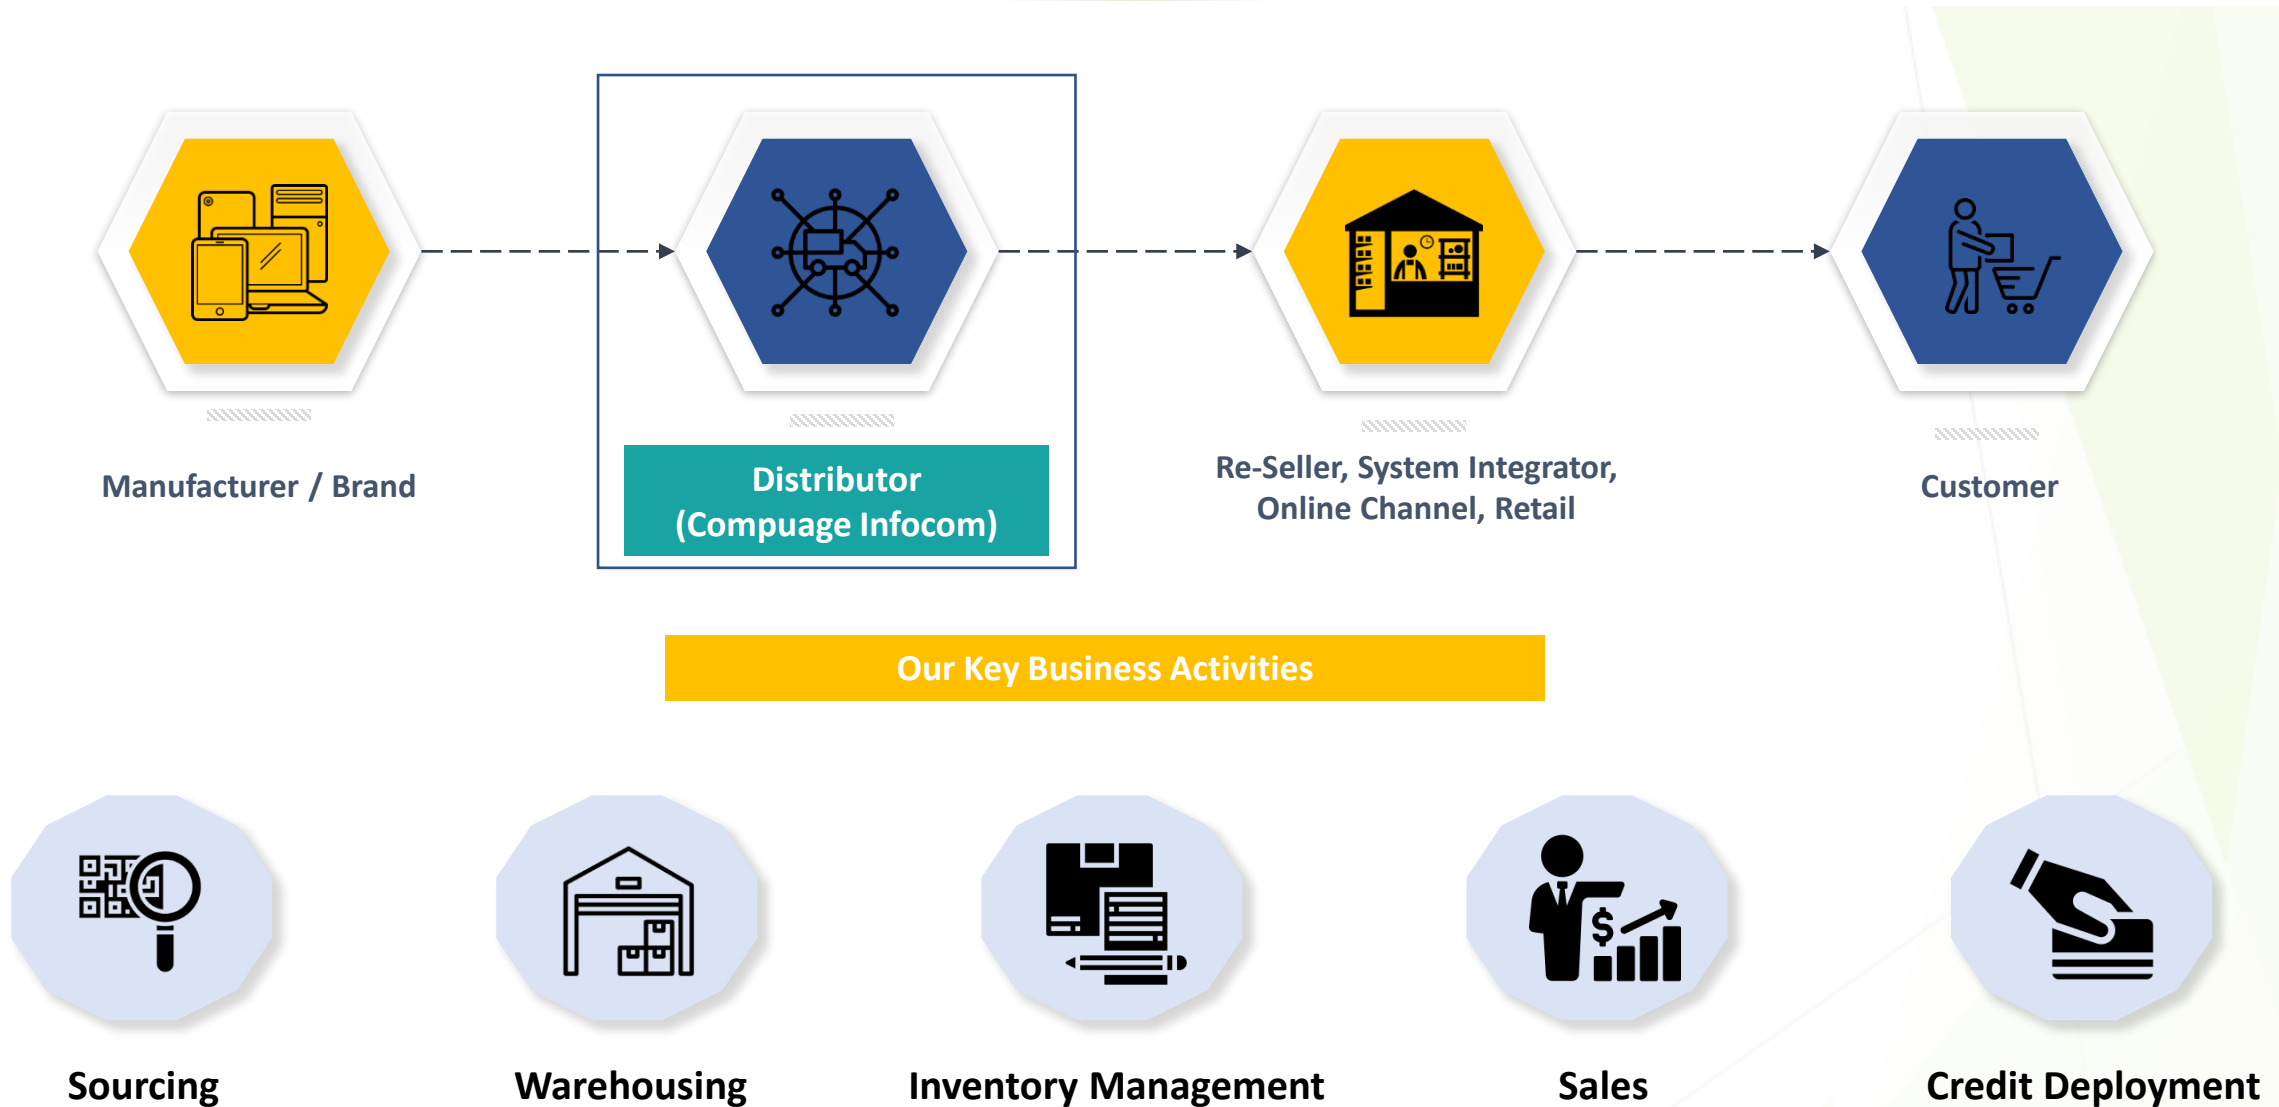 Manufacturer / Brand
Distributor
(Compuage Infocom)
Re-Seller, System Integrator,
Online Channel, Retail
Customer
Our Key Business Activities
$
Sourcing
Warehousing
Inventory Management
Sales
Credit Deployment